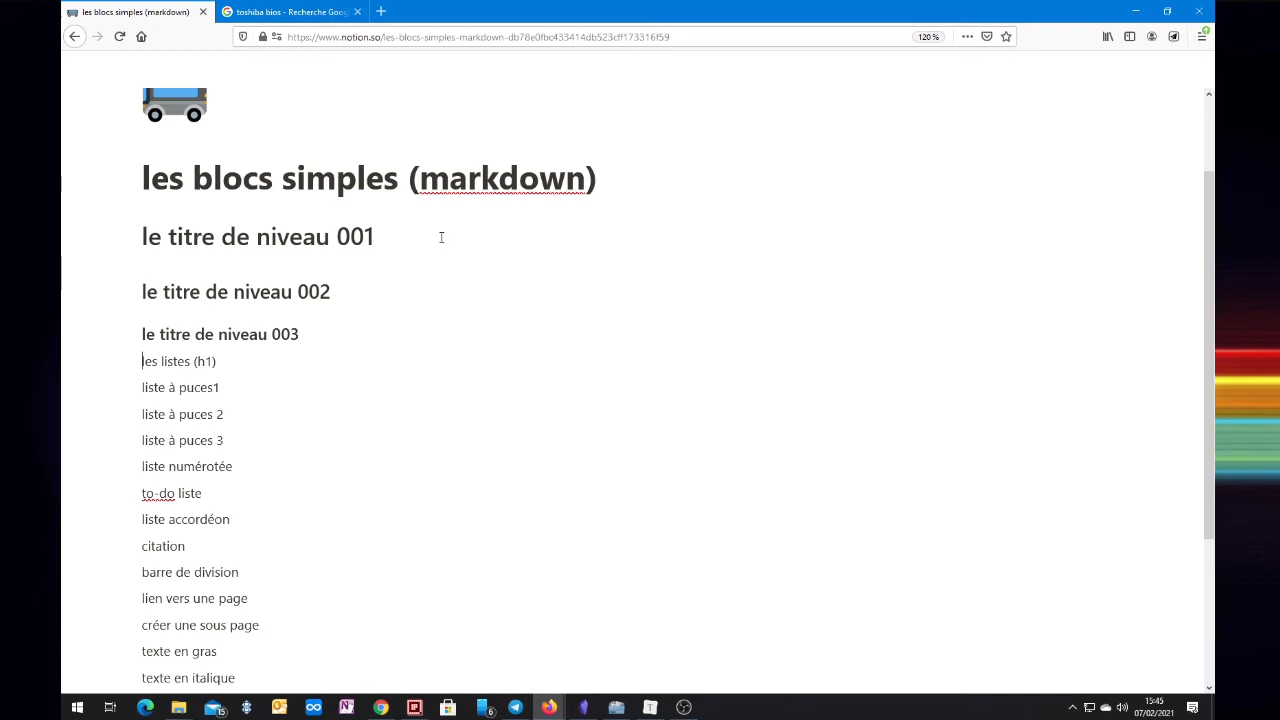 les blocs simples (markdown)
toshiba bios - Recherche Goog
https://www.notion.so/les-blocs-simples-markdown-db78e0fbc433414db523cff173316f59
120 %
les blocs simples (markdown)
le titre de niveau 001
le titre de niveau 002
le titre de niveau 003
les listes (h1)
liste à puces1
liste à puces 2
liste à puces 3
liste numérotée
to-do liste
liste accordéon
citation
barre de division
lien vers une page
créer une sous page
texte en gras
texte en italique
15
6
15:45
07/02/2021